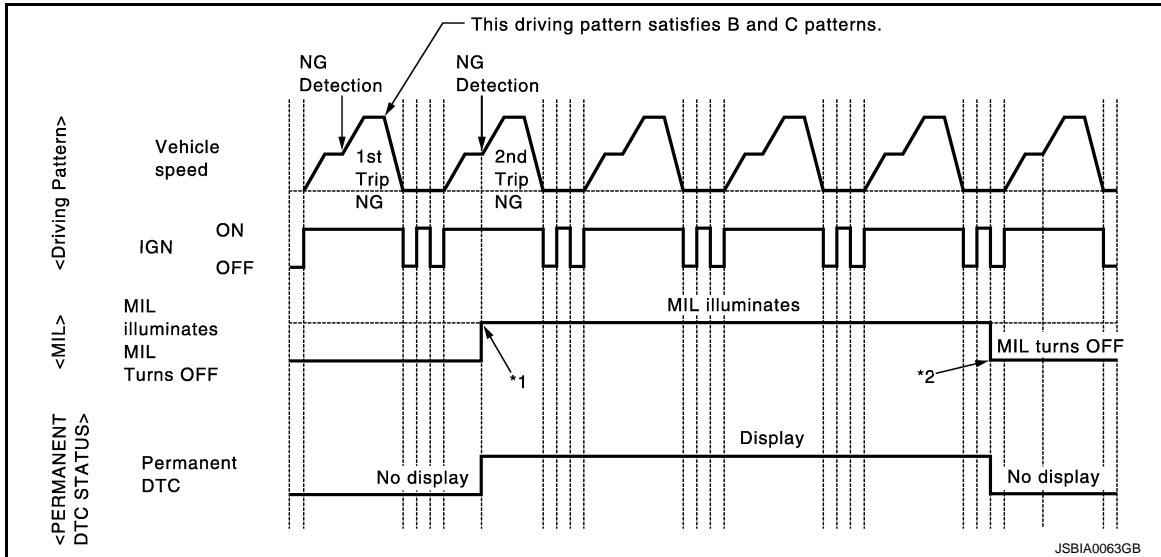 This driving pattern satisfies B and C patterns.
NG
Detection
NG
Detection
<Driving Pattern>
Vehicle
speed
1st
Trip
NG
2nd
Trip
NG
IGN
ON
OFF
<MIL>
MIL
illuminates
MIL
Turns OFF
MIL illuminates
*1
*2
MIL turns OFF
<PERMANENT
DTC STATUS>
Permanent
DTC
No display
Display
No display
JSBIA0063GB